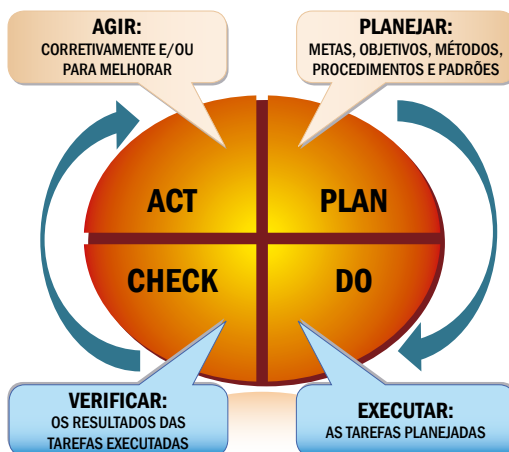 AGIR:
CORRETIVAMENTE E/OU
PARA MELHORAR
PLANEJAR:
METAS, OBJETIVOS, MÉTODOS,
PROCEDIMENTOS E PADRÕES
ACT
PLAN
CHECK
DO
VERIFICAR:
OS RESULTADOS DAS
TAREFAS EXECUTADAS
EXECUTAR:
AS TAREFAS PLANEJADAS